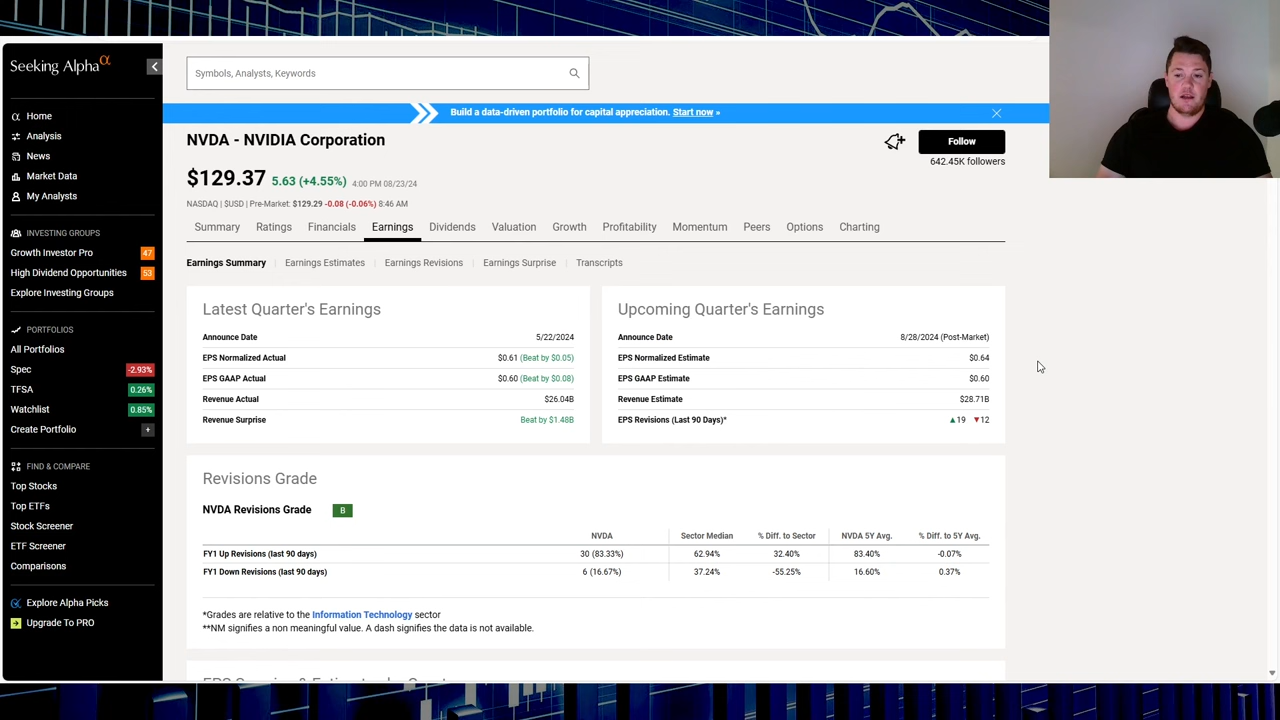 Seeking Alpha α
Home
Analysis
News
Market Data
My Analysts
INVESTING GROUPS
Growth Investor Pro 47
High Dividend Opportunities 53
Explore Investing Groups
PORTFOLIOS
All Portfolios
Spec -2.93%
TFSA 0.26%
Watchlist 0.85%
Create Portfolio +
FIND & COMPARE
Top Stocks
Top ETFs
Stock Screener
ETF Screener
Comparisons
Explore Alpha Picks
Upgrade To PRO
Symbols, Analysts, Keywords
Build a data-driven portfolio for capital appreciation. Start now »
NVDA - NVIDIA Corporation
Follow
642.45K followers
$129.37 5.63 (+4.55%) 4:00 PM 08/23/24
NASDAQ | $USD | Pre-Market: $129.29 -0.08 (-0.06%) 8:46 AM
Summary Ratings Financials Earnings Dividends Valuation Growth Profitability Momentum Peers Options Charting
Earnings Summary | Earnings Estimates | Earnings Revisions | Earnings Surprise | Transcripts
Latest Quarter's Earnings
Announce Date 5/22/2024
EPS Normalized Actual $0.61 (Beat by $0.05)
EPS GAAP Actual $0.60 (Beat by $0.08)
Revenue Actual $26.04B
Revenue Surprise Beat by $1.48B
Upcoming Quarter's Earnings
Announce Date 8/28/2024 (Post-Market)
EPS Normalized Estimate $0.64
EPS GAAP Estimate $0.60
Revenue Estimate $28.71B
EPS Revisions (Last 90 Days)* ▲19 ▼12
Revisions Grade
NVDA Revisions Grade B
NVDA Sector Median % Diff. to Sector NVDA 5Y Avg. % Diff. to 5Y Avg.
FY1 Up Revisions (last 90 days) 30 (83.33%) 62.94% 32.40% 83.40% -0.07%
FY1 Down Revisions (last 90 days) 6 (16.67%) 37.24% -55.25% 16.60% 0.37%
*Grades are relative to the Information Technology sector
**NM signifies a non meaningful value. A dash signifies the data is not available.